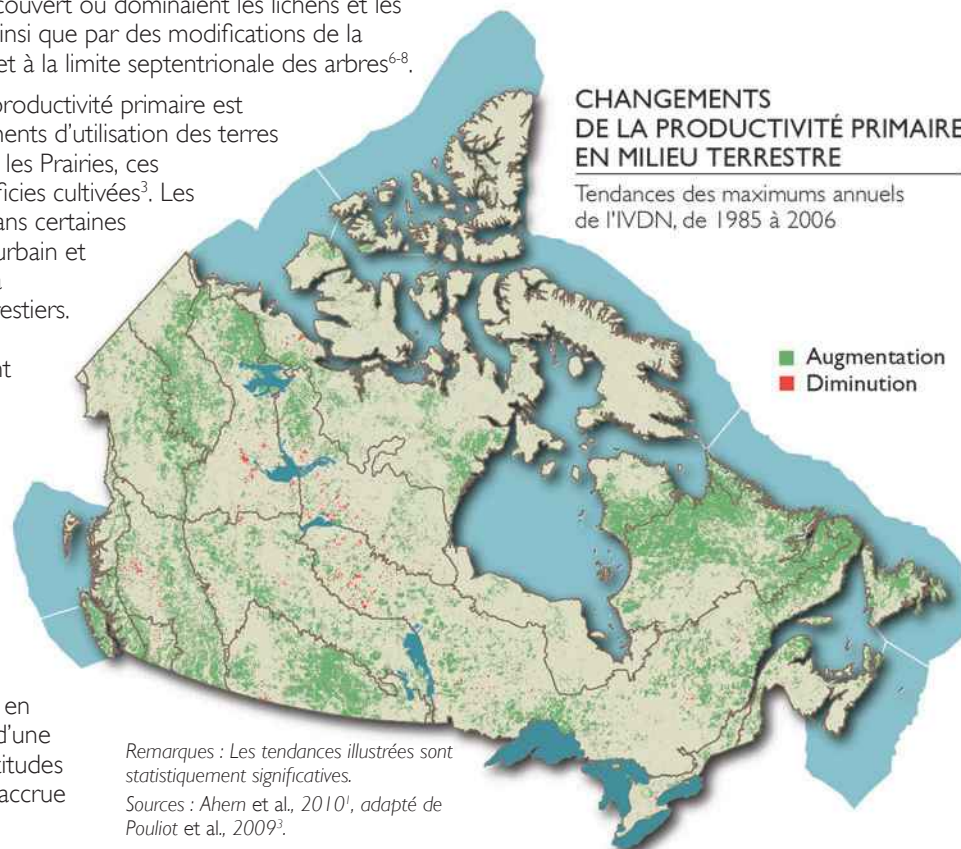 couvert où dominaient les lichens et les
insi que par des modifications de la
et à la limite septentrionale des arbres6-8.
productivité primaire est
ments d'utilisation des terres
les Prairies, ces
ficies cultivées3. Les
ans certaines
urbain et
restiers.
nt
en
d'une
titudes
accrue
CHANGEMENTS
DE LA PRODUCTIVITÉ PRIMAIRE
EN MILIEU TERRESTRE
Tendances des maximums annuels
de l'IVDN, de 1985 à 2006
Augmentation
Diminution
Remarques : Les tendances illustrées sont
statistiquement significatives.
Sources : Ahern et al., 20101, adapté de
Pouliot et al., 20093.